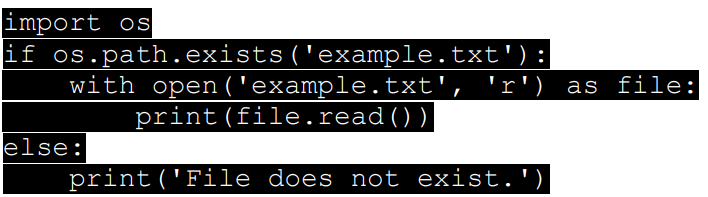 import os
if os.path.exists('example.txt'):
    with open('example.txt', 'r') as file:
        print(file.read())
else:
    print('File does not exist.')